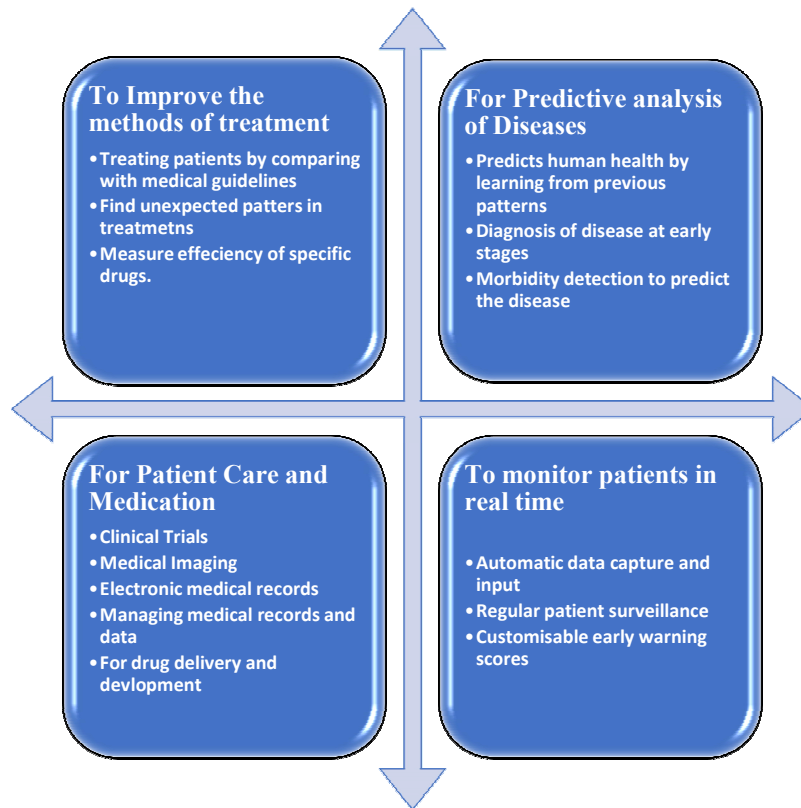 To Improve the
methods of treatment
•Treating patients by comparing
with medical guidelines
•Find unexpected patters in
treatmetns
•Measure effeciency of specific
drugs.
For Predictive analysis
of Diseases
•Predicts human health by
learning from previous
patterns
•Diagnosis of disease at early
stages
•Morbidity detection to predict
the disease
For Patient Care and
Medication
•Clinical Trials
•Medical Imaging
•Electronic medical records
•Managing medical records and
data
•For drug delivery and
devlopment
To monitor patients in
real time
•Automatic data capture and
input
•Regular patient surveillance
•Customisable early warning
scores